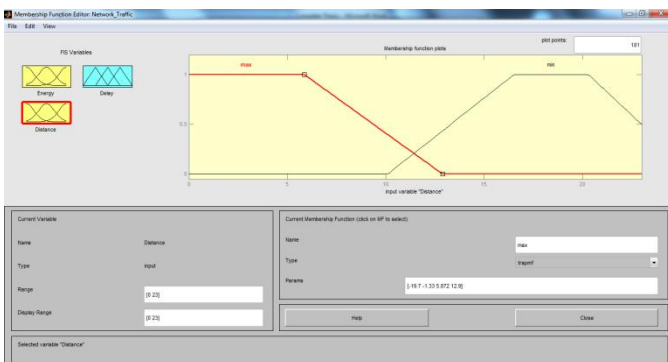 Membership Function Editor: Network_Traffic
File Edit View
FIS Variables
Energy
Delay
Distance
Membership function plots
plot points:
181
max
min
1
0.5
0
0 5 10 15 20
input variable "Distance"
Current Variable
Name Distance
Type input
Range [0 23]
Display Range [0 23]
Current Membership Function (click on MF to select)
Name max
Type trapmf
Params [-19.7 -1.33 5.872 12.9]
Help
Close
Selected variable "Distance"